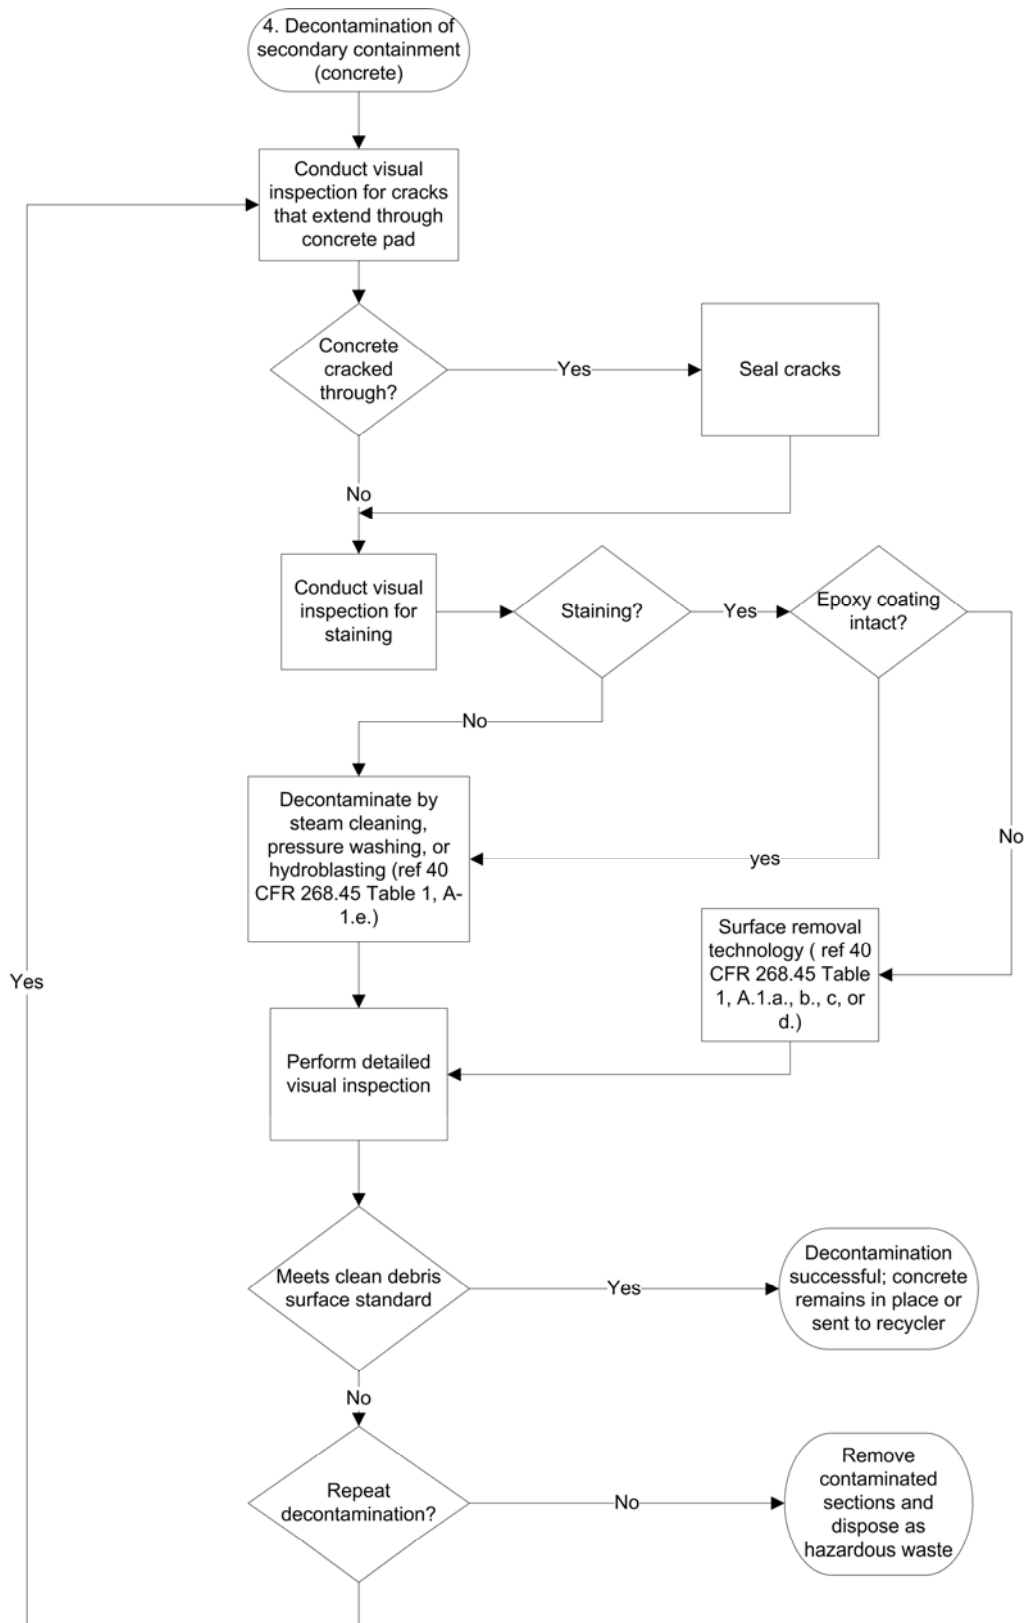 4. Decontamination of
secondary containment
(concrete)
Conduct visual
inspection for cracks
that extend through
concrete pad
Concrete
cracked
through?
Yes
Seal cracks
No
Conduct visual
inspection for
staining
Staining?
Yes
Epoxy coating
intact?
No
No
Decontaminate by
steam cleaning,
pressure washing, or
hydroblasting (ref 40
CFR 268.45 Table 1, A-
1.e.)
yes
Surface removal
technology ( ref 40
CFR 268.45 Table
1, A.1.a., b., c, or
d.)
Yes
Perform detailed
visual inspection
Meets clean debris
surface standard
Yes
Decontamination
successful; concrete
remains in place or
sent to recycler
No
Repeat
decontamination?
No
Remove
contaminated
sections and
dispose as
hazardous waste